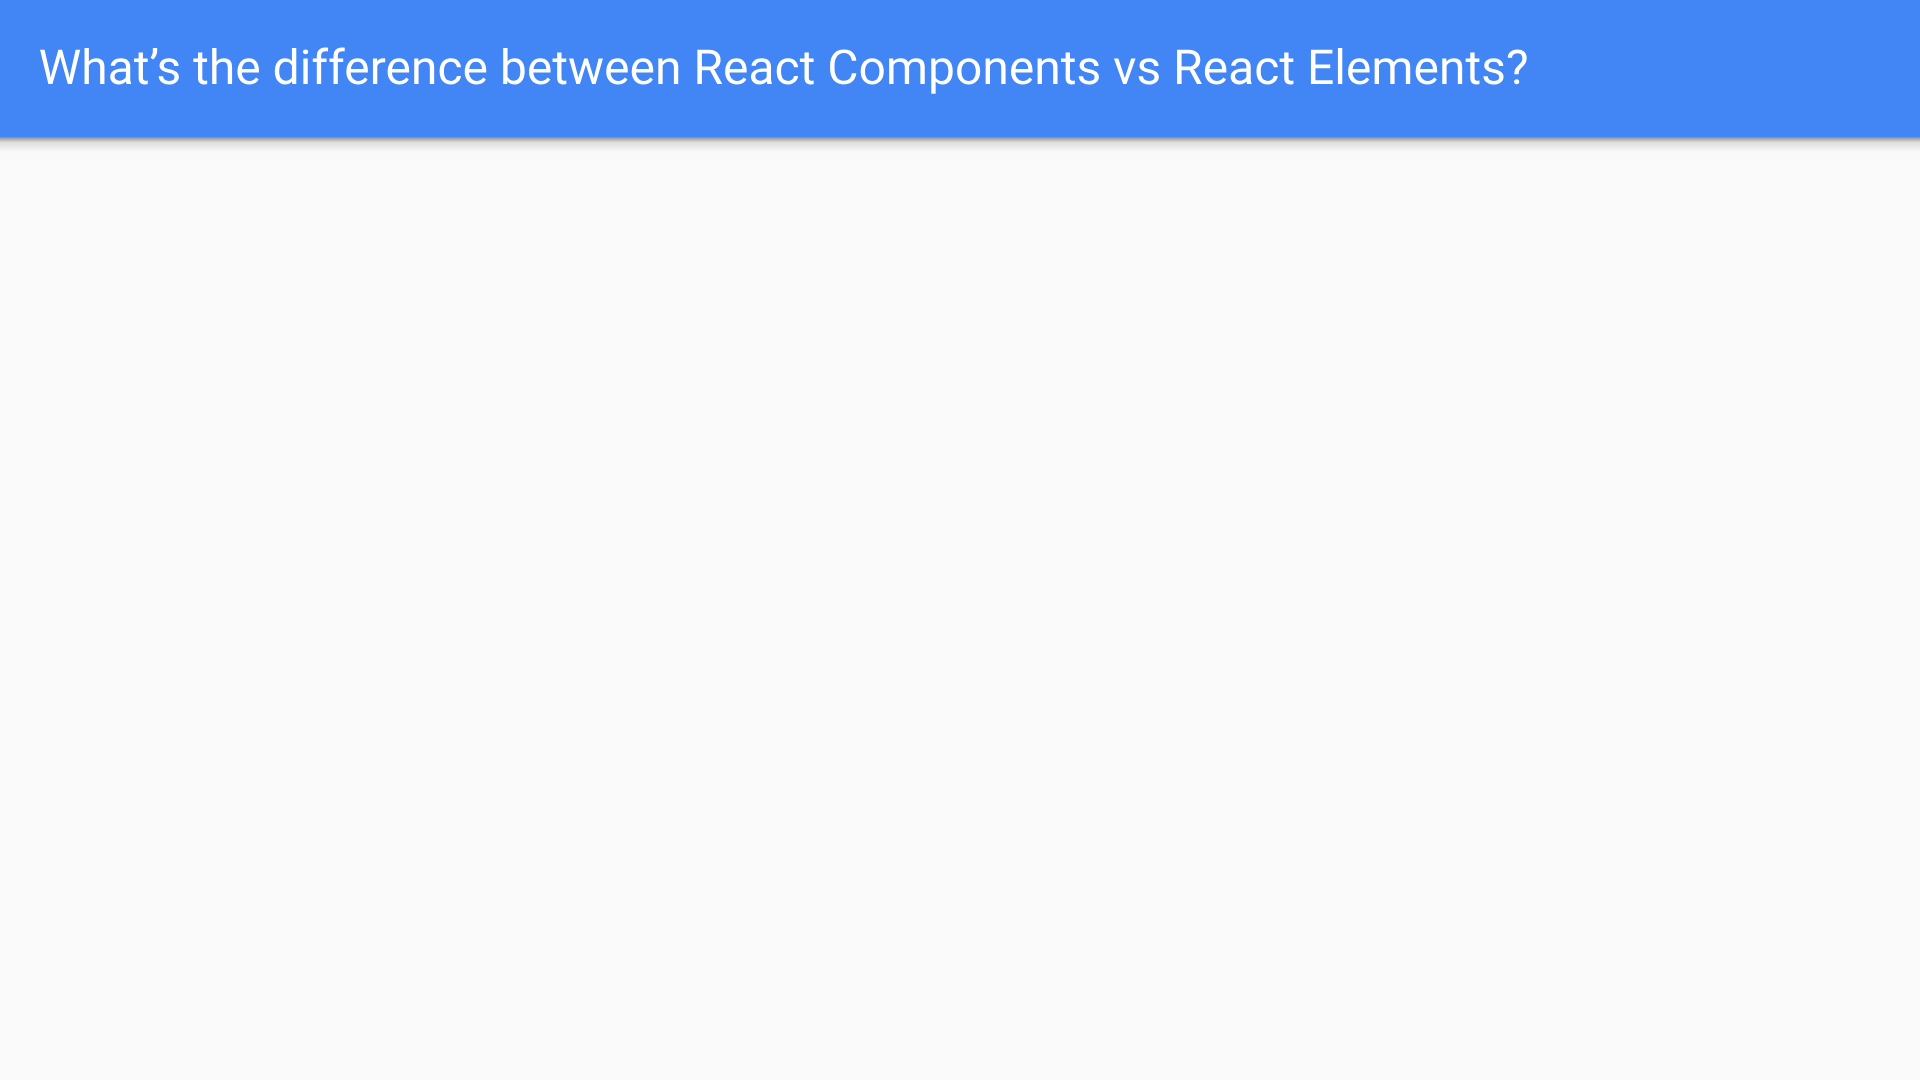 What’s the difference between React Components vs React Elements?